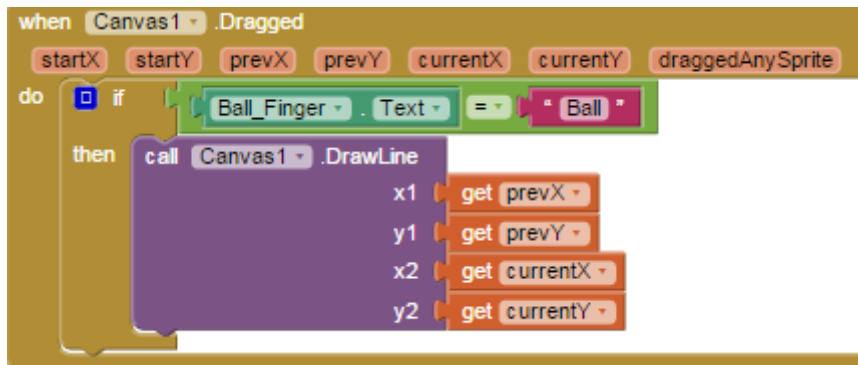 when Canvas1 .Dragged
startX startY prevX prevY currentX currentY draggedAnySprite
do if Ball_Finger . Text = " Ball "
then call Canvas1 .DrawLine
x1 get prevX
y1 get prevY
x2 get currentX
y2 get currentY